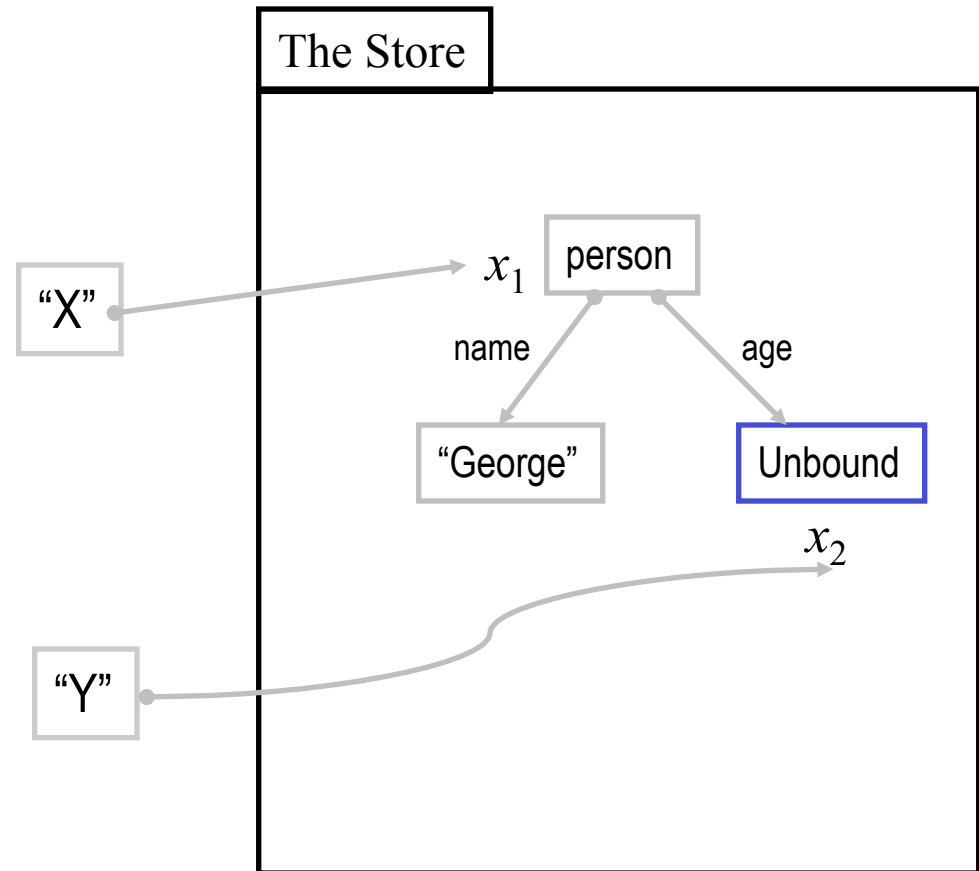 The Store
person
“X”
x₁
name
age
“George”
Unbound
x₂
“Y”